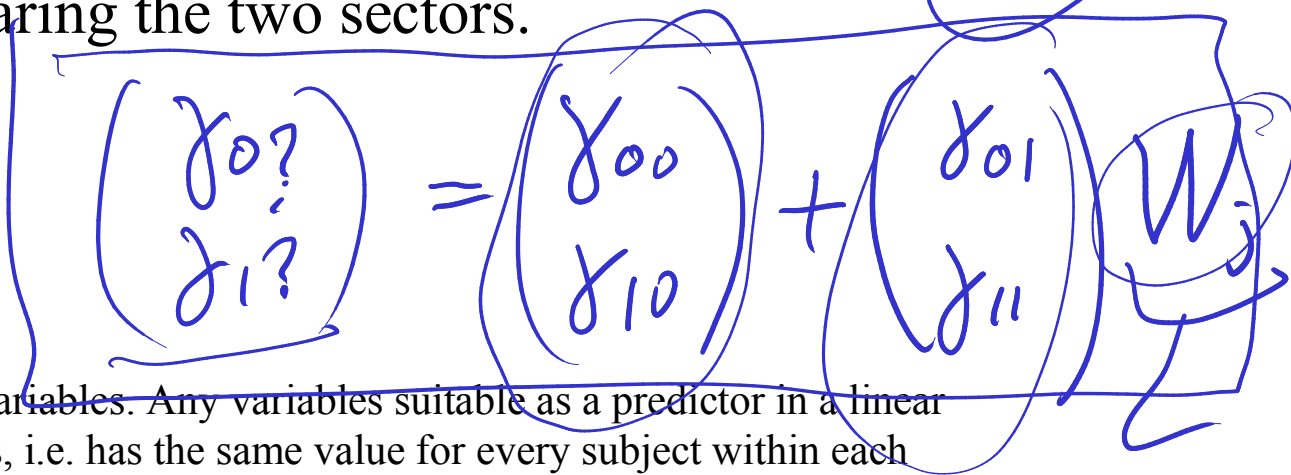 aring the two sectors.
( γ0? ) = ( γ00 ) + ( γ01 ) Wj
( γ1? ) ( γ10 ) ( γ11 )
ariables. Any variables suitable as a predictor in a linear
, i.e. has the same value for every subject within each